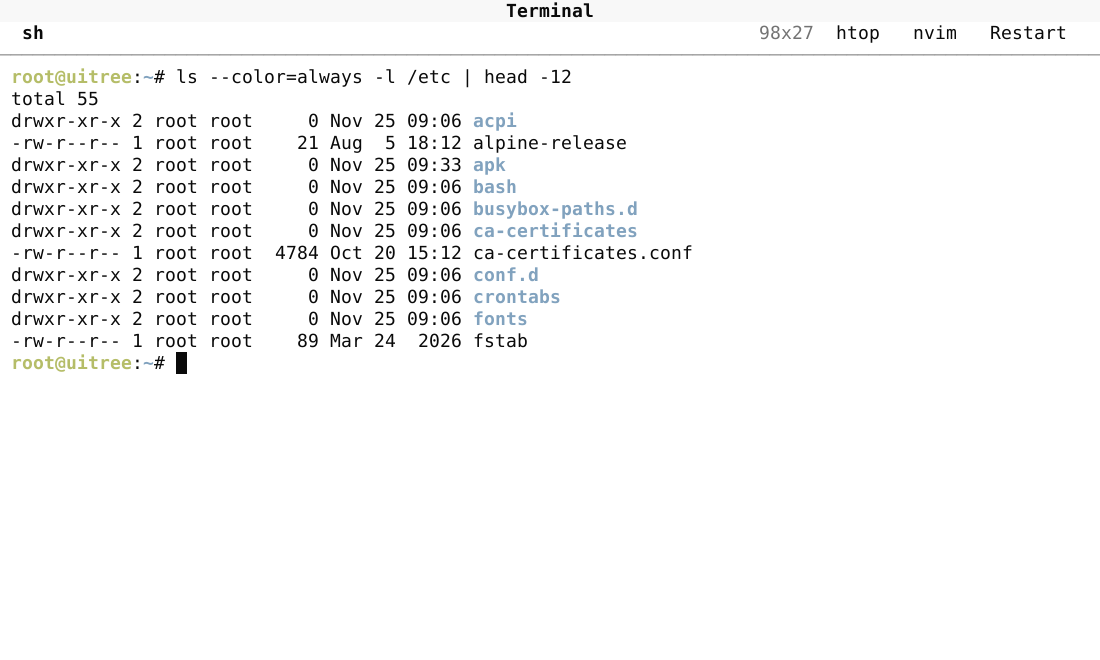 Terminal
sh 98x27 htop nvim Restart
root@uitree:~# ls --color=always -l /etc | head -12
total 55
drwxr-xr-x 2 root root     0 Nov 25 09:06 acpi
-rw-r--r-- 1 root root    21 Aug  5 18:12 alpine-release
drwxr-xr-x 2 root root     0 Nov 25 09:33 apk
drwxr-xr-x 2 root root     0 Nov 25 09:06 bash
drwxr-xr-x 2 root root     0 Nov 25 09:06 busybox-paths.d
drwxr-xr-x 2 root root     0 Nov 25 09:06 ca-certificates
-rw-r--r-- 1 root root  4784 Oct 20 15:12 ca-certificates.conf
drwxr-xr-x 2 root root     0 Nov 25 09:06 conf.d
drwxr-xr-x 2 root root     0 Nov 25 09:06 crontabs
drwxr-xr-x 2 root root     0 Nov 25 09:06 fonts
-rw-r--r-- 1 root root    89 Mar 24  2026 fstab
root@uitree:~#